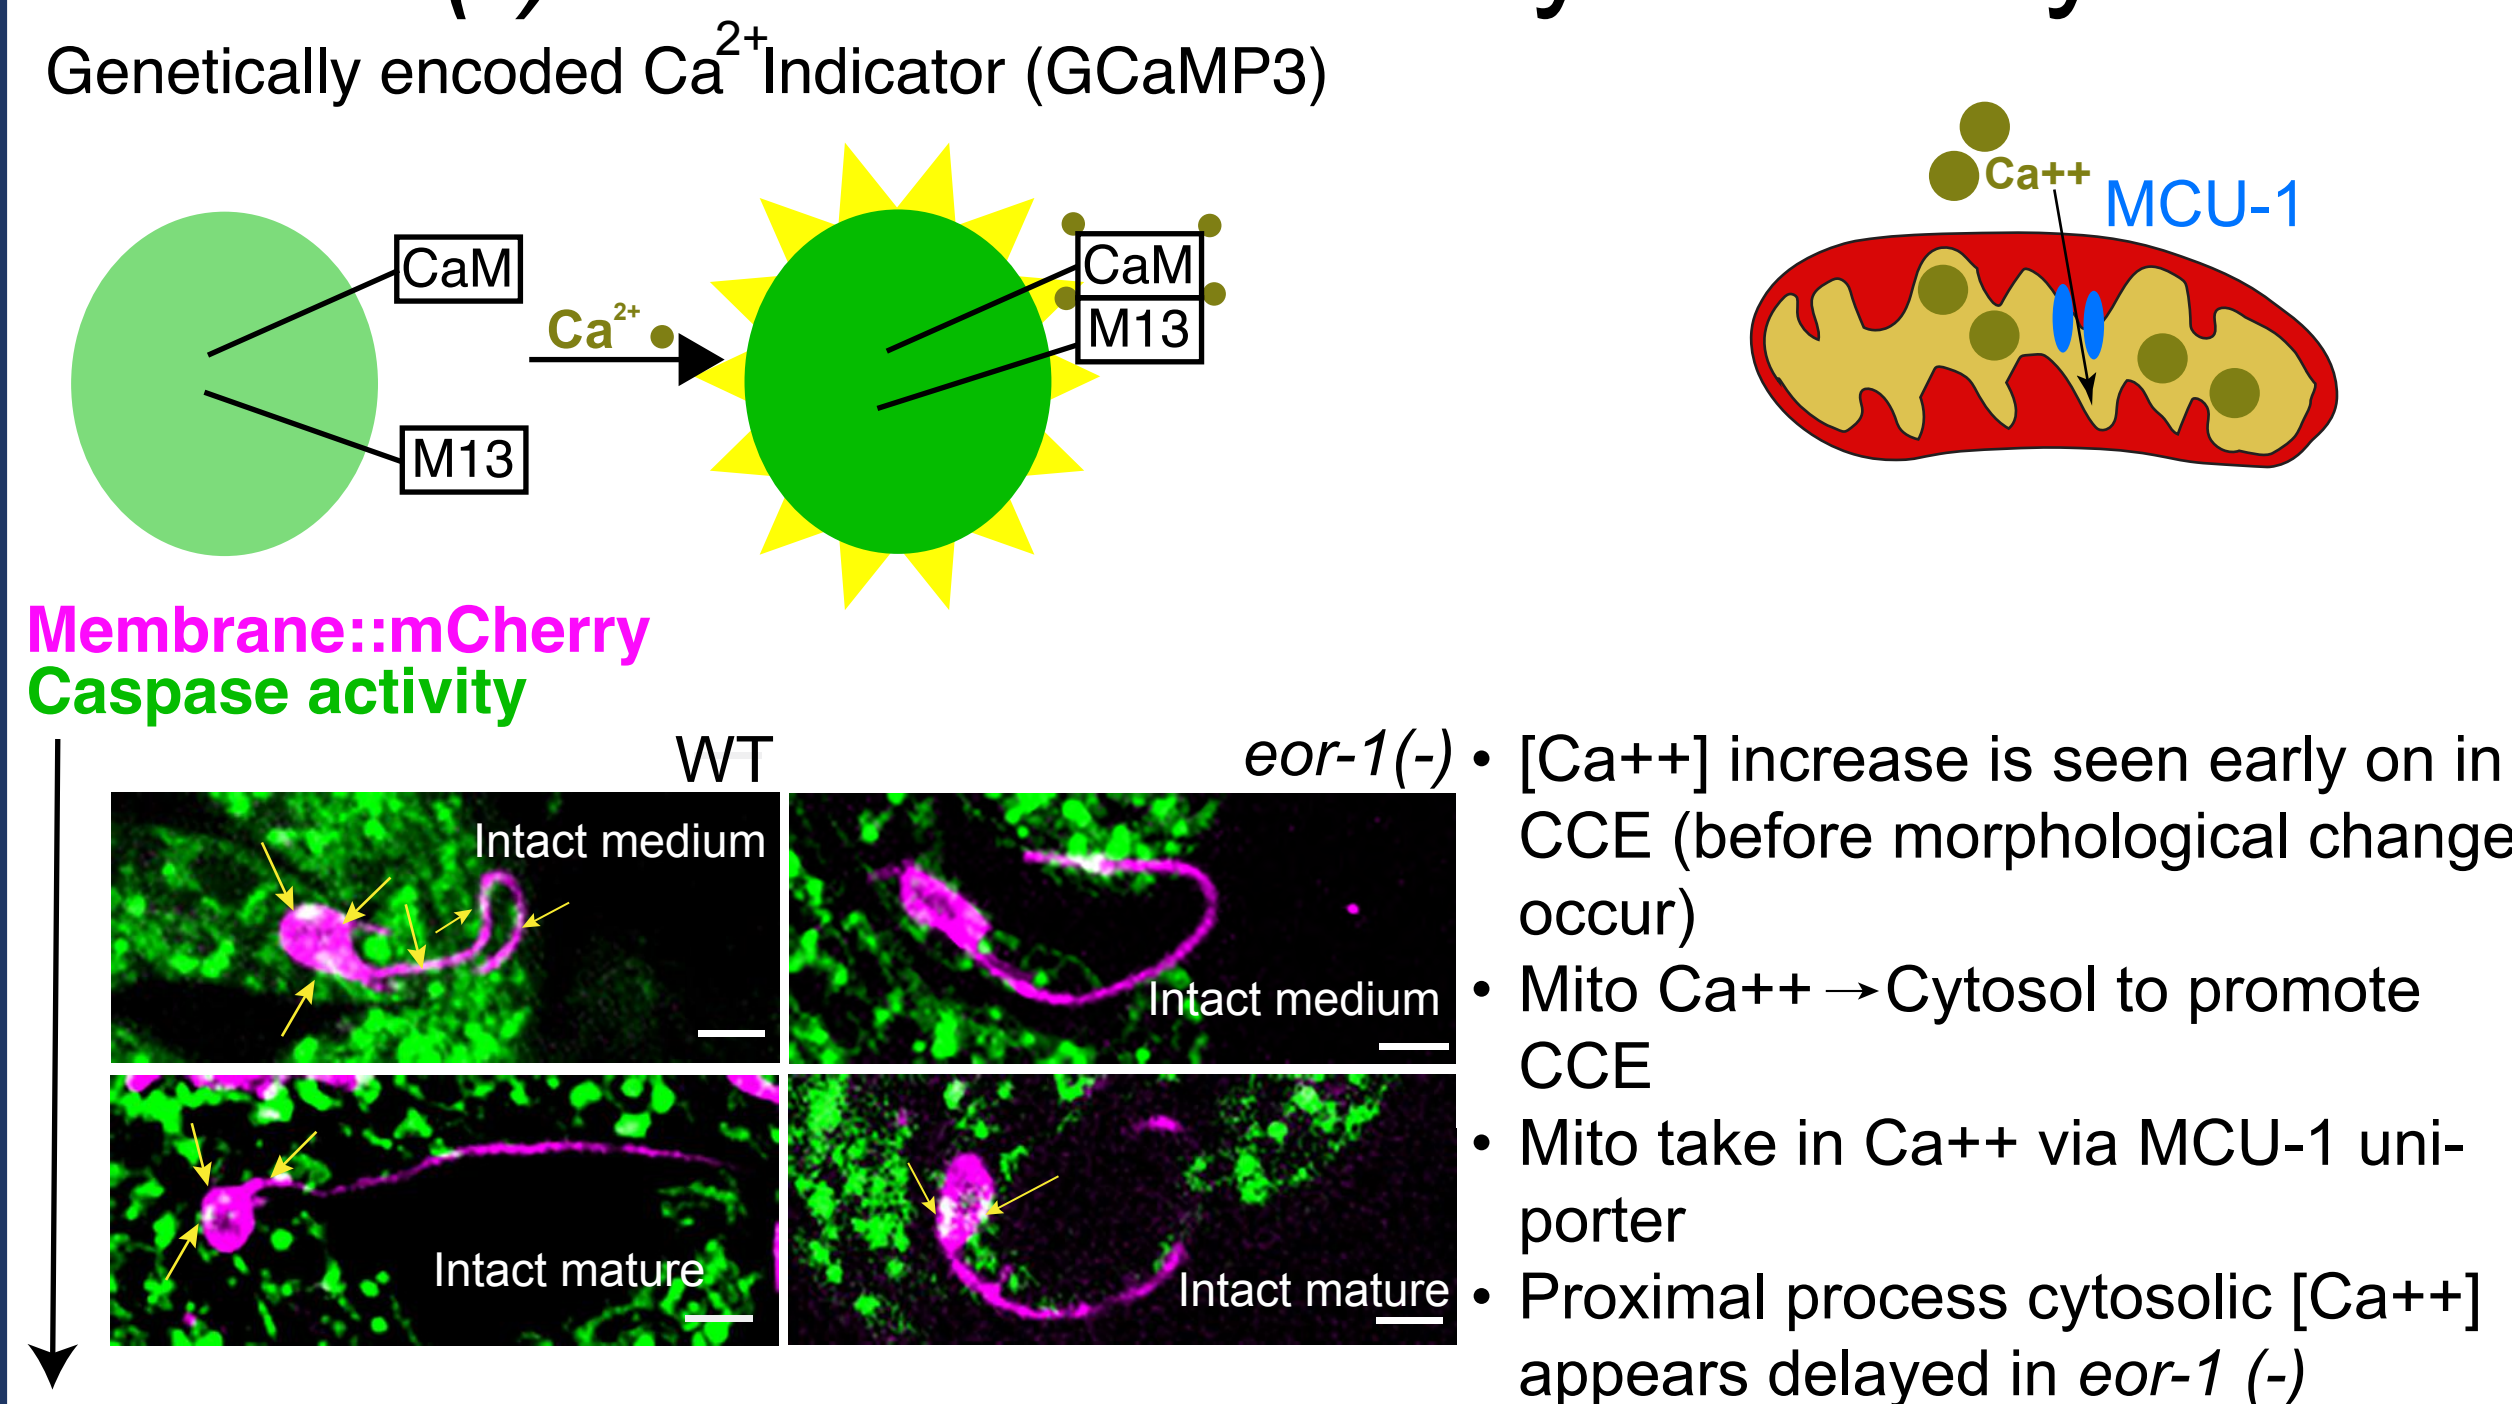 Genetically encoded Ca2+ Indicator (GCaMP3)
CaM
M13
Ca2+
CaM
M13
Ca++
MCU-1
Membrane::mCherry
Caspase activity
WT
eor-1(-)
Intact medium
Intact medium
Intact mature
Intact mature
• [Ca++] increase is seen early on in
CCE (before morphological change
occur)
• Mito Ca++ → Cytosol to promote
CCE
• Mito take in Ca++ via MCU-1 uni-
porter
• Proximal process cytosolic [Ca++]
appears delayed in eor-1 (-)